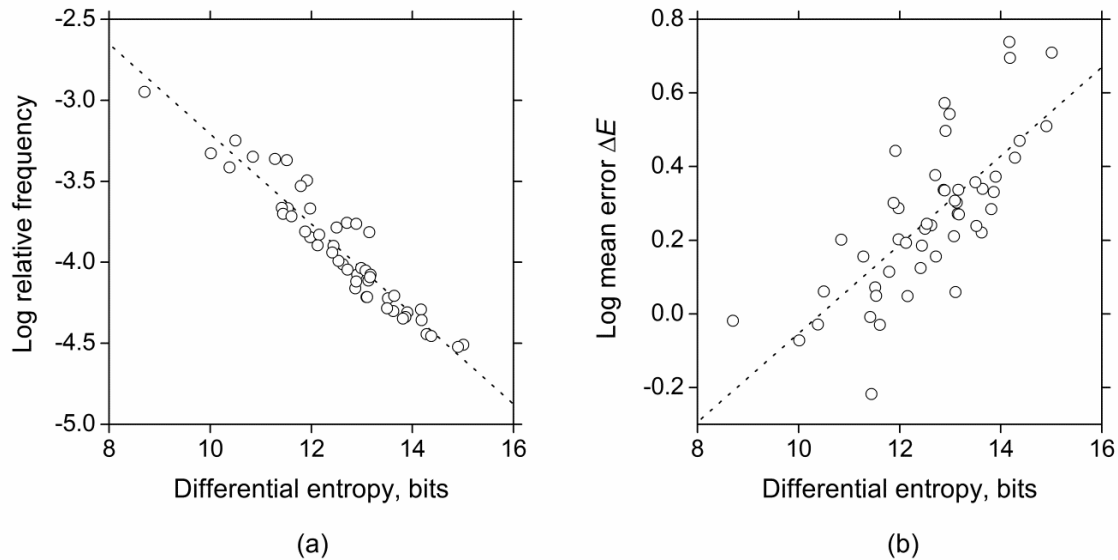 -2.5
-3.0
-3.5
-4.0
-4.5
-5.0
Log relative frequency
8 10 12 14 16
Differential entropy, bits
(a)
0.8
0.6
0.4
0.2
0.0
-0.2
Log mean error ΔE
8 10 12 14 16
Differential entropy, bits
(b)